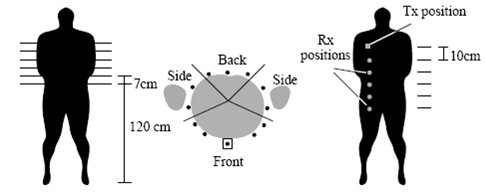 7cm
120 cm
Back
Side
Side
Front
Tx position
Rx
positions
10cm